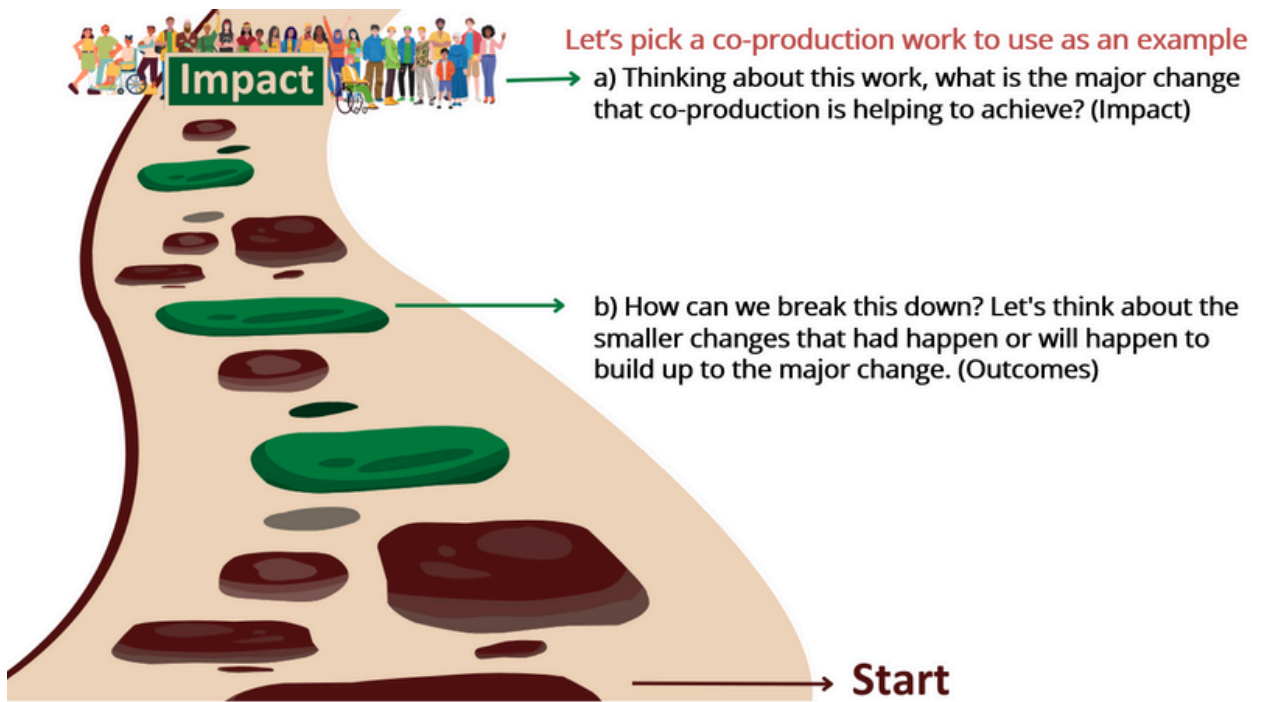 Let's pick a co-production work to use as an example
Impact
a) Thinking about this work, what is the major change
that co-production is helping to achieve? (Impact)
b) How can we break this down? Let's think about the
smaller changes that had happen or will happen to
build up to the major change. (Outcomes)
Start